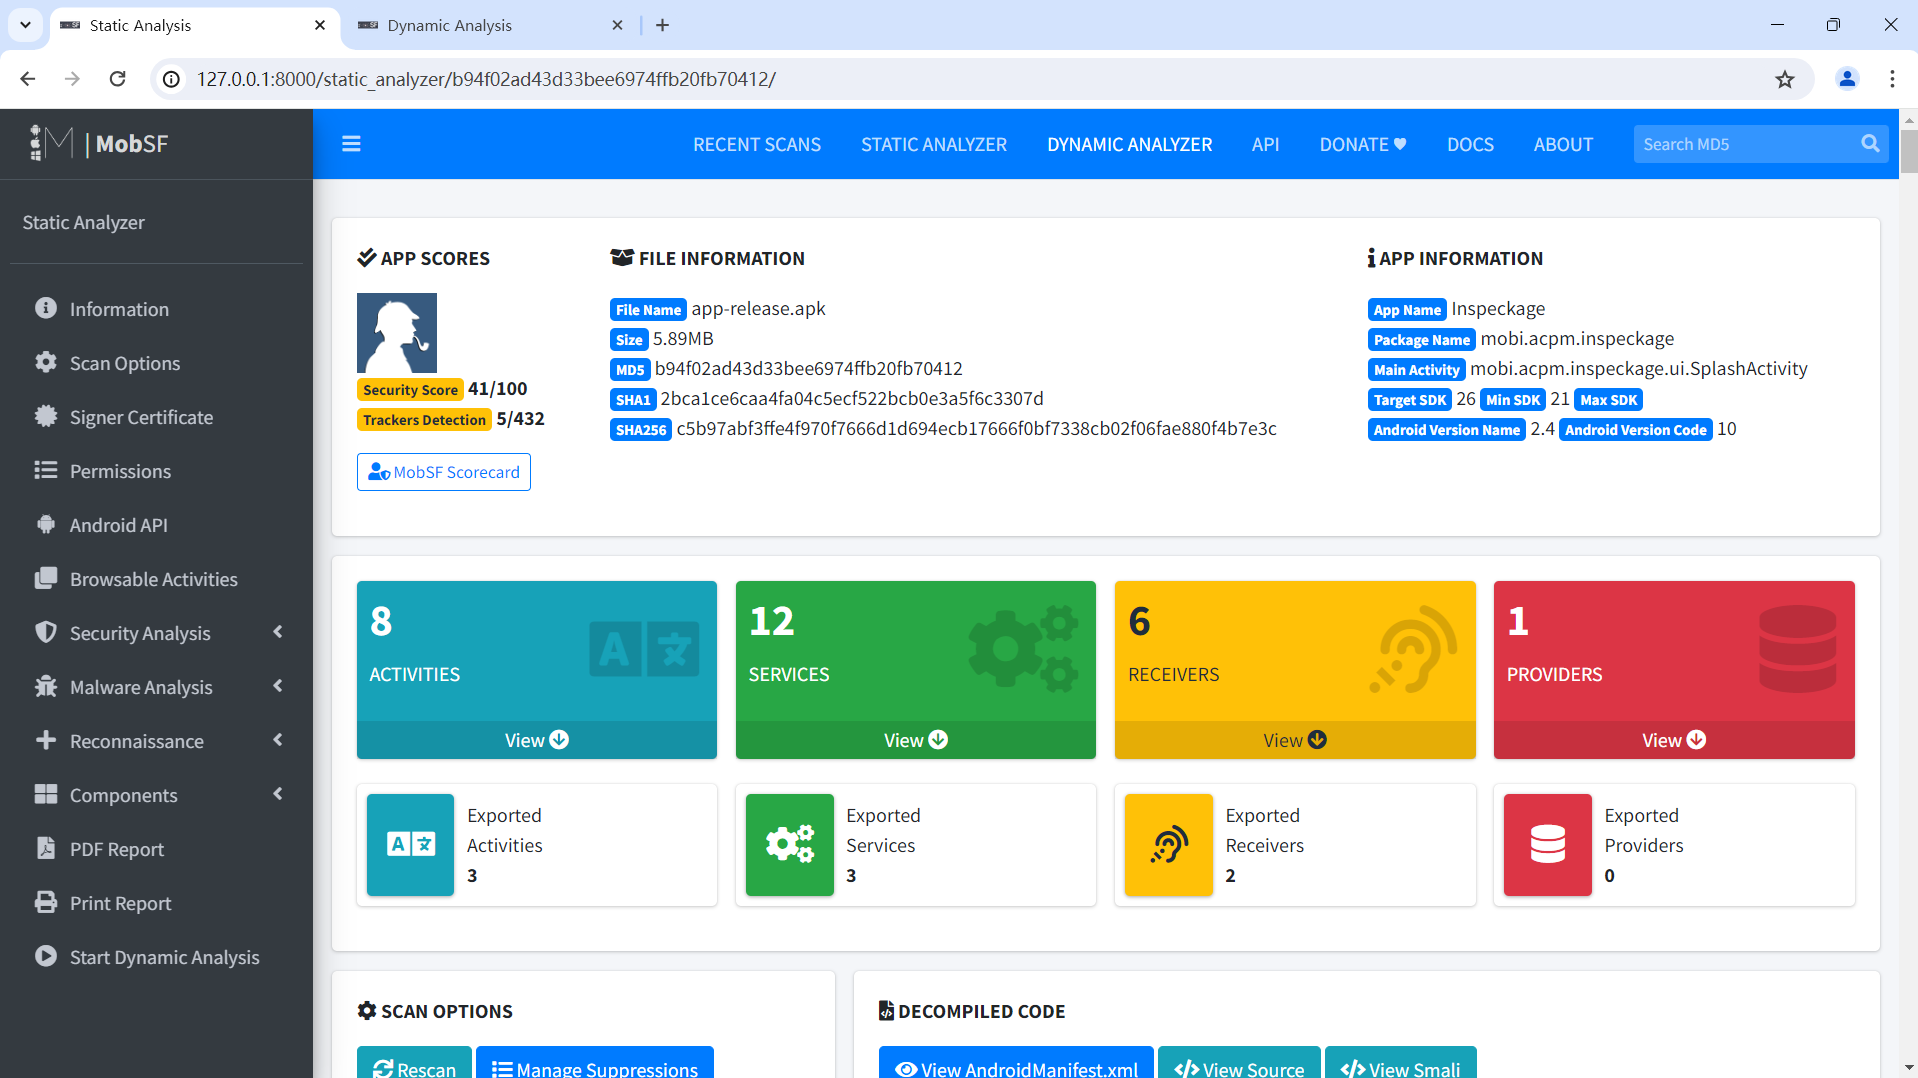 Static Analysis
Dynamic Analysis
127.0.0.1:8000/static_analyzer/b94f02ad43d33bee6974ffb20fb70412/
MobSF
RECENT SCANS
STATIC ANALYZER
DYNAMIC ANALYZER
API
DONATE ♥
DOCS
ABOUT
Search MD5
Static Analyzer
Information
Scan Options
Signer Certificate
Permissions
Android API
Browsable Activities
Security Analysis
Malware Analysis
Reconnaissance
Components
PDF Report
Print Report
Start Dynamic Analysis
APP SCORES
Security Score 41/100
Trackers Detection 5/432
MobSF Scorecard
FILE INFORMATION
File Name app-release.apk
Size 5.89MB
MD5 b94f02ad43d33bee6974ffb20fb70412
SHA1 2bca1ce6caa4fa04c5ecf522bcb0e3a5f6c3307d
SHA256 c5b97abf3ffe4f970f7666d1d694ecb17666f0bf7338cb02f06fae880f4b7e3c
APP INFORMATION
App Name Inspeckage
Package Name mobi.acpm.inspeckage
Main Activity mobi.acpm.inspeckage.ui.SplashActivity
Target SDK 26 Min SDK 21 Max SDK
Android Version Name 2.4 Android Version Code 10
8
ACTIVITIES
View
12
SERVICES
View
6
RECEIVERS
View
1
PROVIDERS
View
Exported
Activities
3
Exported
Services
3
Exported
Receivers
2
Exported
Providers
0
SCAN OPTIONS
Rescan
Manage Suppressions
DECOMPILED CODE
View AndroidManifest.xml
View Source
View Smali